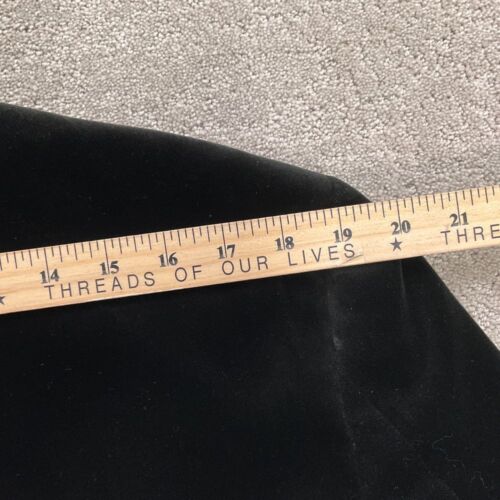 14 15 16 17 18 19 20 21
★ THREADS OF OUR LIVES ★ THRE